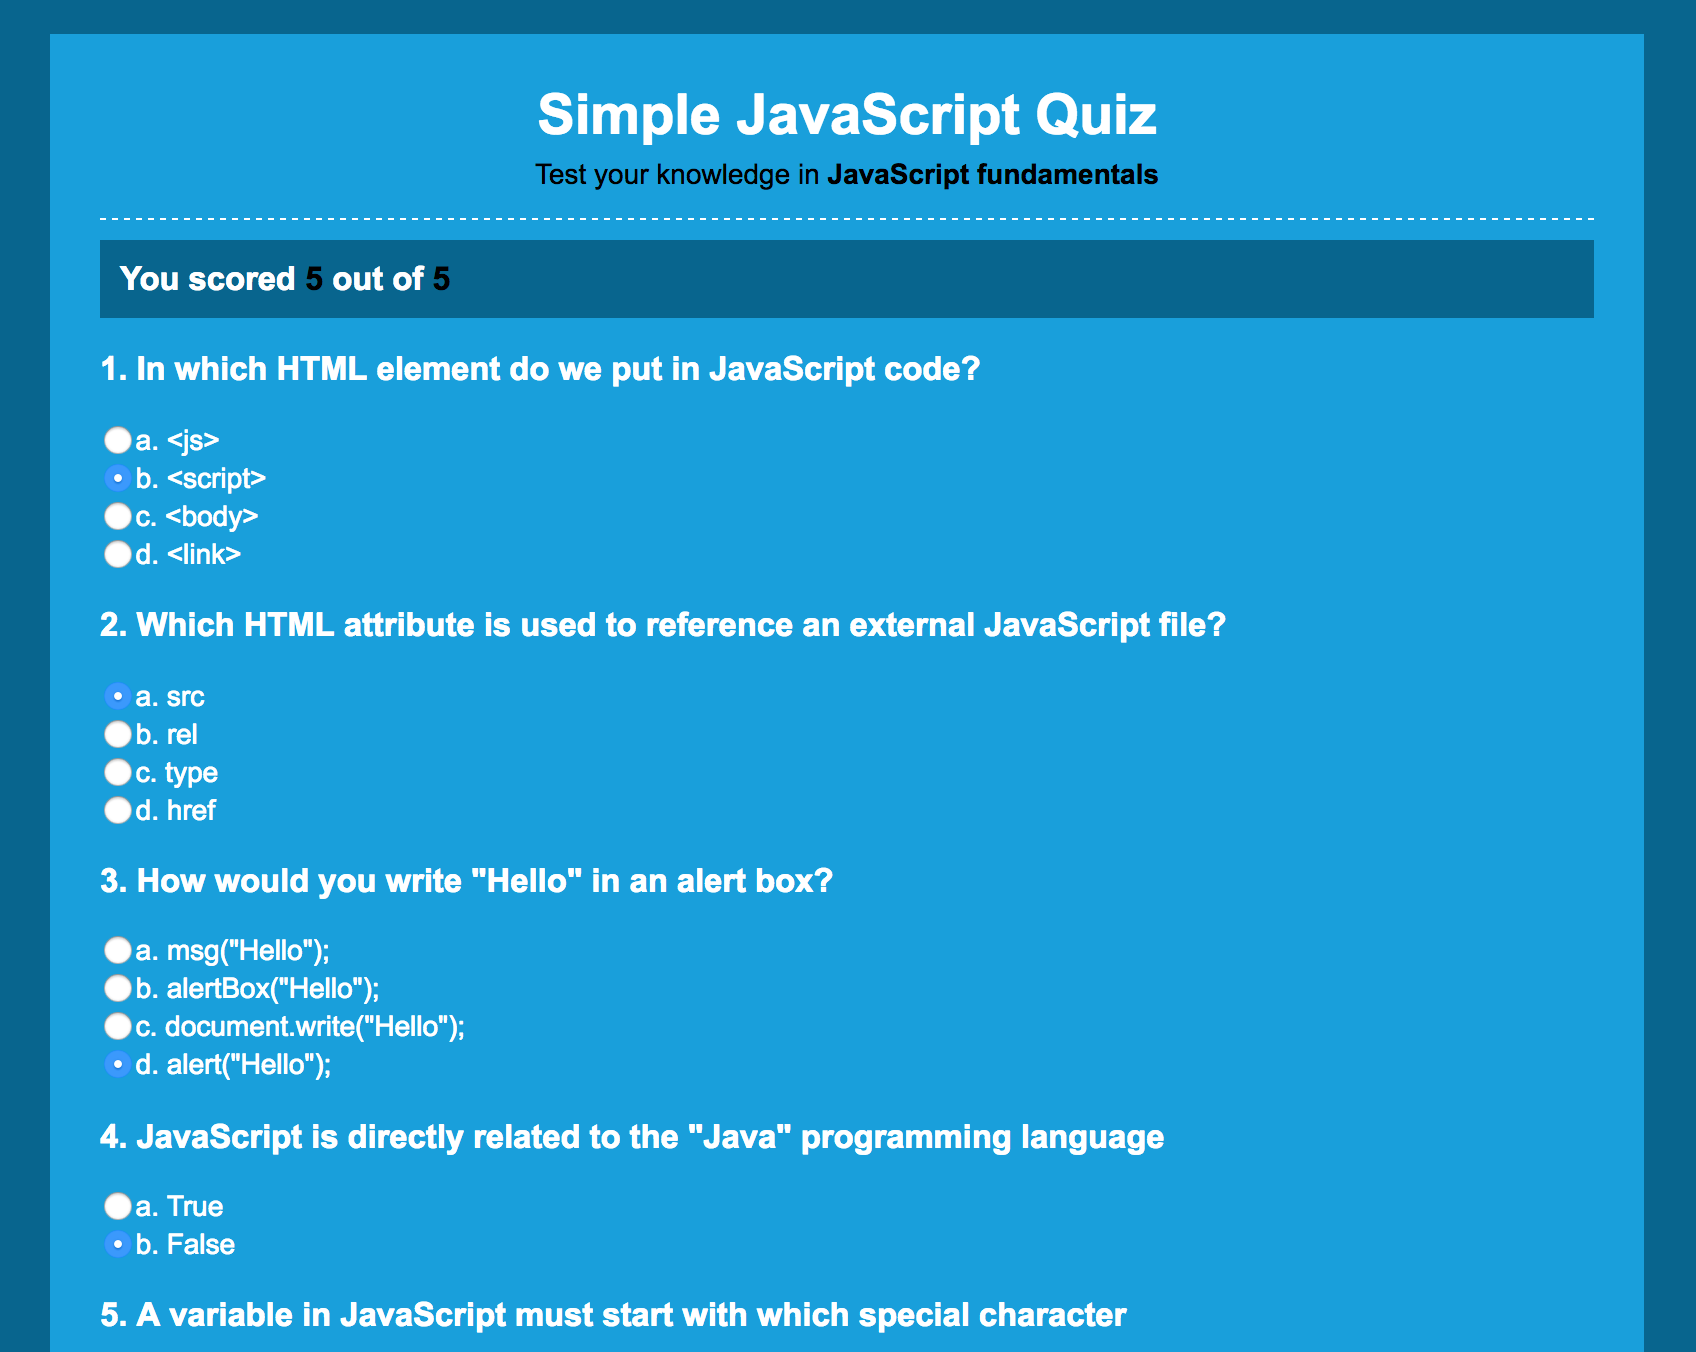 Simple JavaScript Quiz
Test your knowledge in JavaScript fundamentals
You scored 5 out of 5
1. In which HTML element do we put in JavaScript code?
a. <js>
b. <script>
c. <body>
d. <link>
2. Which HTML attribute is used to reference an external JavaScript file?
a. src
b. rel
c. type
d. href
3. How would you write "Hello" in an alert box?
a. msg("Hello");
b. alertBox("Hello");
c. document.write("Hello");
d. alert("Hello");
4. JavaScript is directly related to the "Java" programming language
a. True
b. False
5. A variable in JavaScript must start with which special character